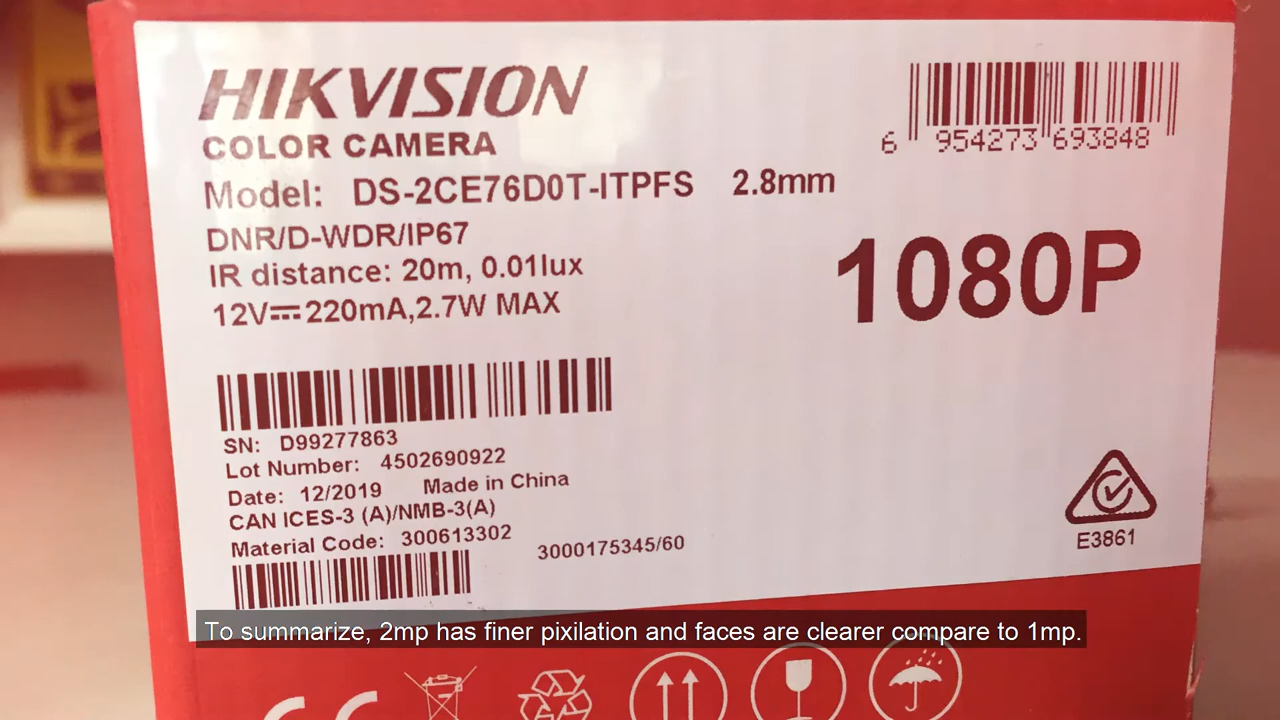 HIKVISION
COLOR CAMERA
Model: DS-2CE76D0T-ITPFS 2.8mm
DNR/D-WDR/IP67
IR distance: 20m, 0.01lux
12V⎓220mA,2.7W MAX
6 954273 693848
1080P
SN: D99277863
Lot Number: 4502690922
Date: 12/2019 Made in China
CAN ICES-3 (A)/NMB-3(A)
Material Code: 300613302
3000175345/60
E3861
To summarize, 2mp has finer pixilation and faces are clearer compare to 1mp.
CE